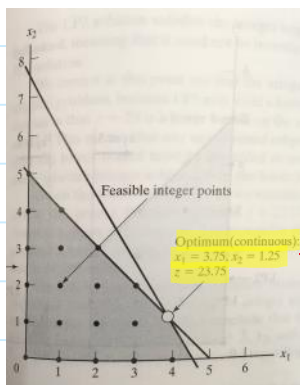 x2
8
7
6
5
Feasible integer points
4
3
Optimum(continuous):
x1 = 3.75, x2 = 1.25
z = 23.75
2
1
0 1 2 3 4 5 6 x1